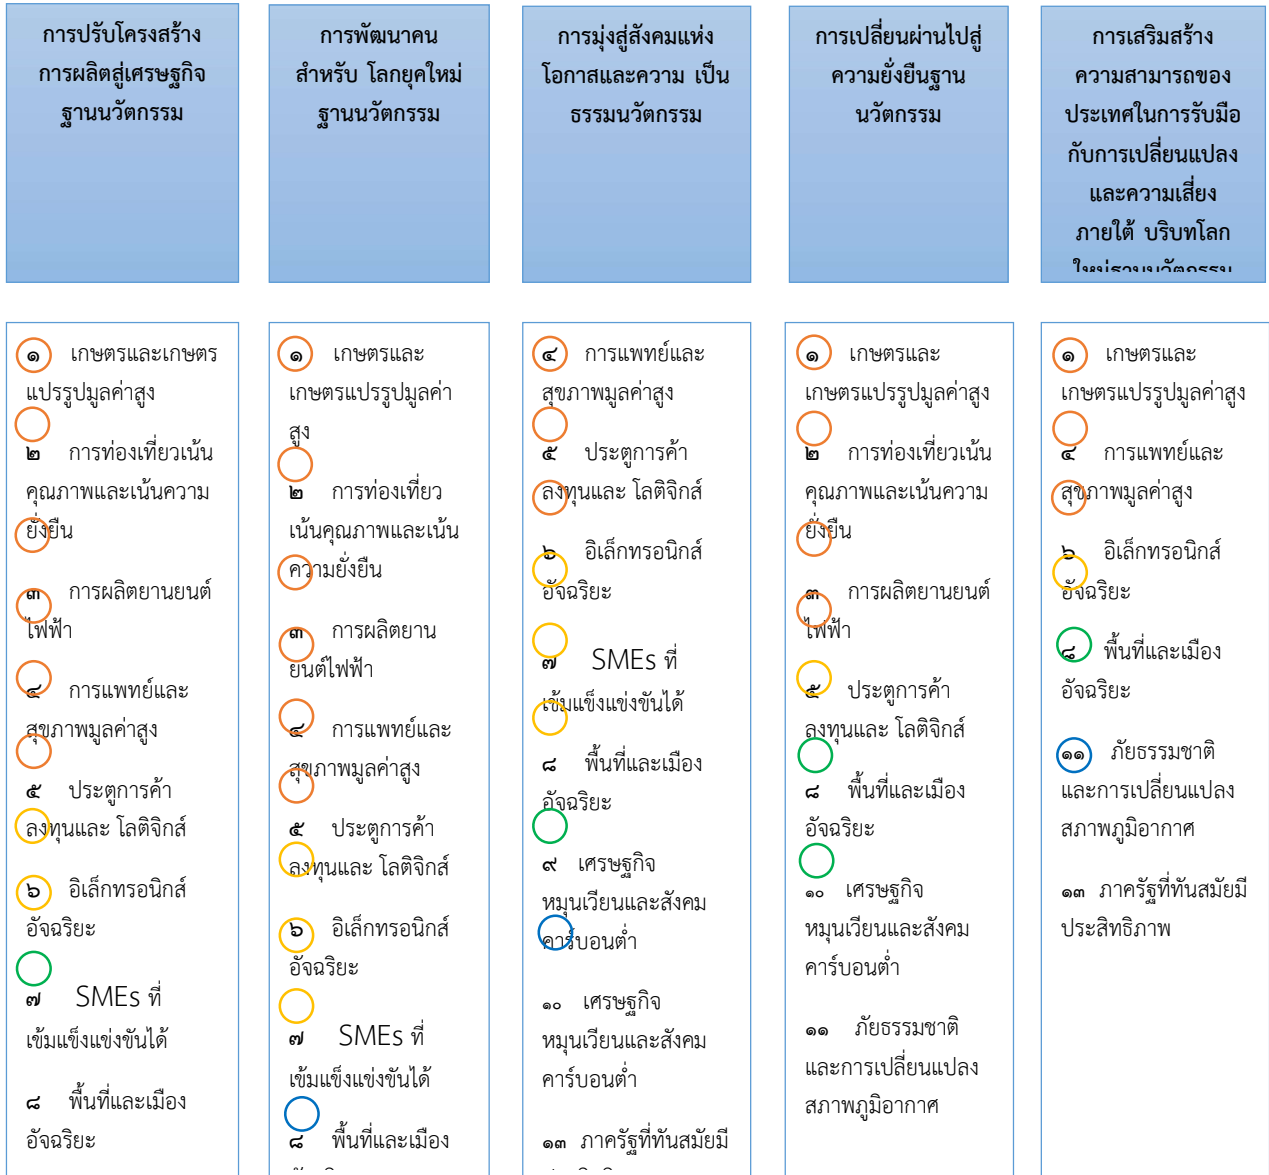 การปรับโครงสร้าง
การผลิตสู่เศรษฐกิจ
ฐานนวัตกรรม
การพัฒนาคน
สำหรับ โลกยุคใหม่
ฐานนวัตกรรม
การมุ่งสู่สังคมแห่ง
โอกาสและความ เป็น
ธรรมนวัตกรรม
การเปลี่ยนผ่านไปสู่
ความยั่งยืนฐาน
นวัตกรรม
การเสริมสร้าง
ความสามารถของ
ประเทศในการรับมือ
กับการเปลี่ยนแปลง
และความเสี่ยง
ภายใต้ บริบทโลก
ใหม่ฐานนวัตกรรม
๑ เกษตรและเกษตร
แปรรูปมูลค่าสูง
๒ การท่องเที่ยวเน้น
คุณภาพและเน้นความ
ยั่งยืน
๓ การผลิตยานยนต์
ไฟฟ้า
๔ การแพทย์และ
สุขภาพมูลค่าสูง
๕ ประตูการค้า
ลงทุนและ โลติจิกส์
๖ อิเล็กทรอนิกส์
อัจฉริยะ
๗ SMEs ที่
เข้มแข็งแข่งขันได้
๘ พื้นที่และเมือง
อัจฉริยะ
๑ เกษตรและ
เกษตรแปรรูปมูลค่า
สูง
๒ การท่องเที่ยว
เน้นคุณภาพและเน้น
ความยั่งยืน
๓ การผลิตยาน
ยนต์ไฟฟ้า
๔ การแพทย์และ
สุขภาพมูลค่าสูง
๕ ประตูการค้า
ลงทุนและ โลติจิกส์
๖ อิเล็กทรอนิกส์
อัจฉริยะ
๗ SMEs ที่
เข้มแข็งแข่งขันได้
๘ พื้นที่และเมือง
๔ การแพทย์และ
สุขภาพมูลค่าสูง
๕ ประตูการค้า
ลงทุนและ โลติจิกส์
๖ อิเล็กทรอนิกส์
อัจฉริยะ
๗ SMEs ที่
เข้มแข็งแข่งขันได้
๘ พื้นที่และเมือง
อัจฉริยะ
๙ เศรษฐกิจ
หมุนเวียนและสังคม
คาร์บอนต่ำ
๑๐ เศรษฐกิจ
หมุนเวียนและสังคม
คาร์บอนต่ำ
๑๓ ภาครัฐที่ทันสมัยมี
๑ เกษตรและ
เกษตรแปรรูปมูลค่าสูง
๒ การท่องเที่ยวเน้น
คุณภาพและเน้นความ
ยั่งยืน
๓ การผลิตยานยนต์
ไฟฟ้า
๕ ประตูการค้า
ลงทุนและ โลติจิกส์
๘ พื้นที่และเมือง
อัจฉริยะ
๑๐ เศรษฐกิจ
หมุนเวียนและสังคม
คาร์บอนต่ำ
๑๑ ภัยธรรมชาติ
และการเปลี่ยนแปลง
สภาพภูมิอากาศ
๑ เกษตรและ
เกษตรแปรรูปมูลค่าสูง
๔ การแพทย์และ
สุขภาพมูลค่าสูง
๖ อิเล็กทรอนิกส์
อัจฉริยะ
๘ พื้นที่และเมือง
อัจฉริยะ
๑๑ ภัยธรรมชาติ
และการเปลี่ยนแปลง
สภาพภูมิอากาศ
๑๓ ภาครัฐที่ทันสมัยมี
ประสิทธิภาพ